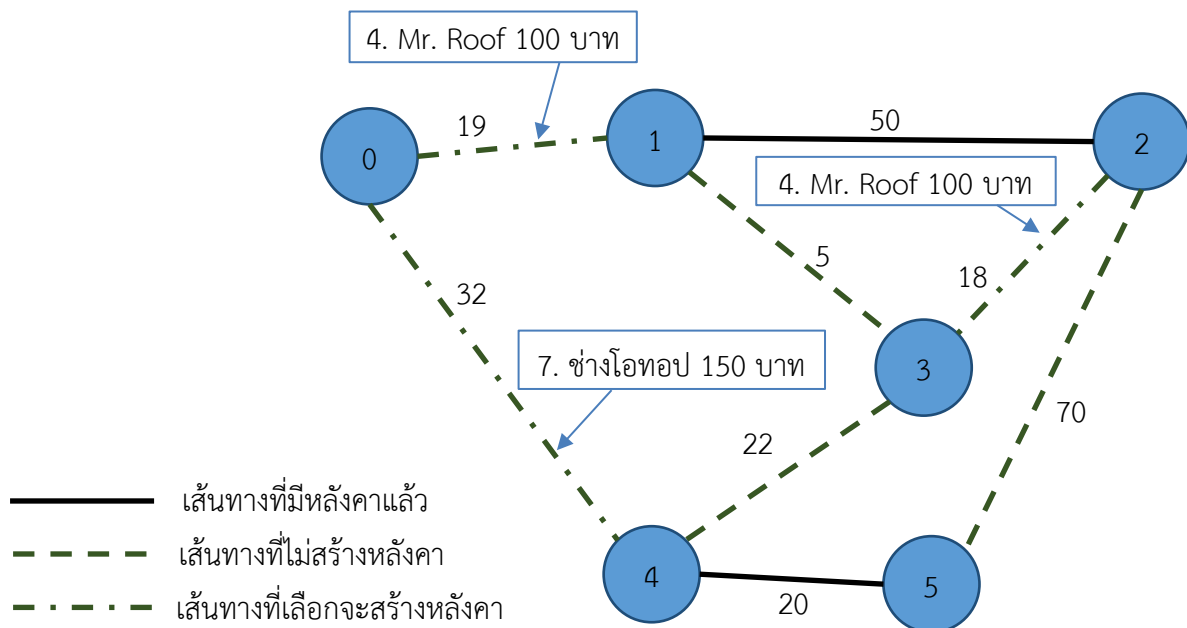 4. Mr. Roof 100 บาท
19
50
0
1
2
4. Mr. Roof 100 บาท
5
18
32
7. ช่างโอทอป 150 บาท
3
70
22
เส้นทางที่มีหลังคาแล้ว
เส้นทางที่ไม่สร้างหลังคา
4
5
20
เส้นทางที่เลือกจะสร้างหลังคา